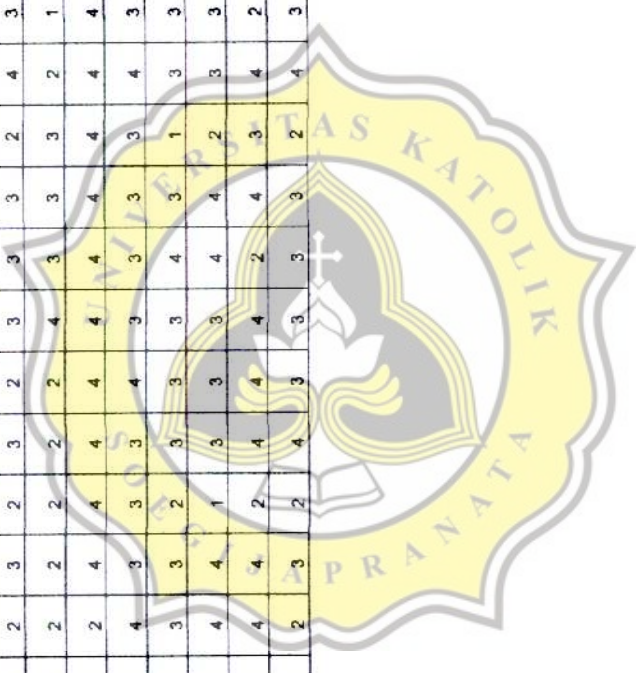 2 3 2 3 2 3 3 3 2 4 3
2 2 2 2 2 4 3 3 3 2 1
2 4 4 4 4 4 4 4 4 4 4
4 3 3 3 4 3 3 3 3 4 3
3 3 2 3 3 3 4 3 1 3 3
4 4 1 3 3 3 4 4 2 3 3
4 4 2 4 4 4 2 4 3 4 2
2 3 2 4 3 3 3 3 2 4 3
UNIVERSITAS KATOLIK
SOEGIJAPRANATA